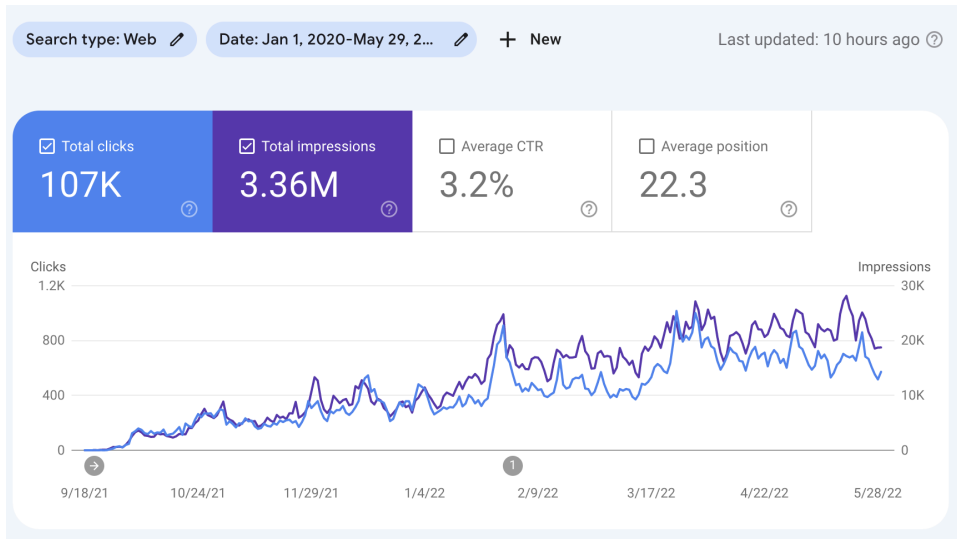 Search type: Web
Date: Jan 1, 2020-May 29, 2...
+ New
Last updated: 10 hours ago
Total clicks
107K
Total impressions
3.36M
Average CTR
3.2%
Average position
22.3
Clicks
Impressions
1.2K
30K
800
20K
400
10K
0
0
1
9/18/21
10/24/21
11/29/21
1/4/22
2/9/22
3/17/22
4/22/22
5/28/22